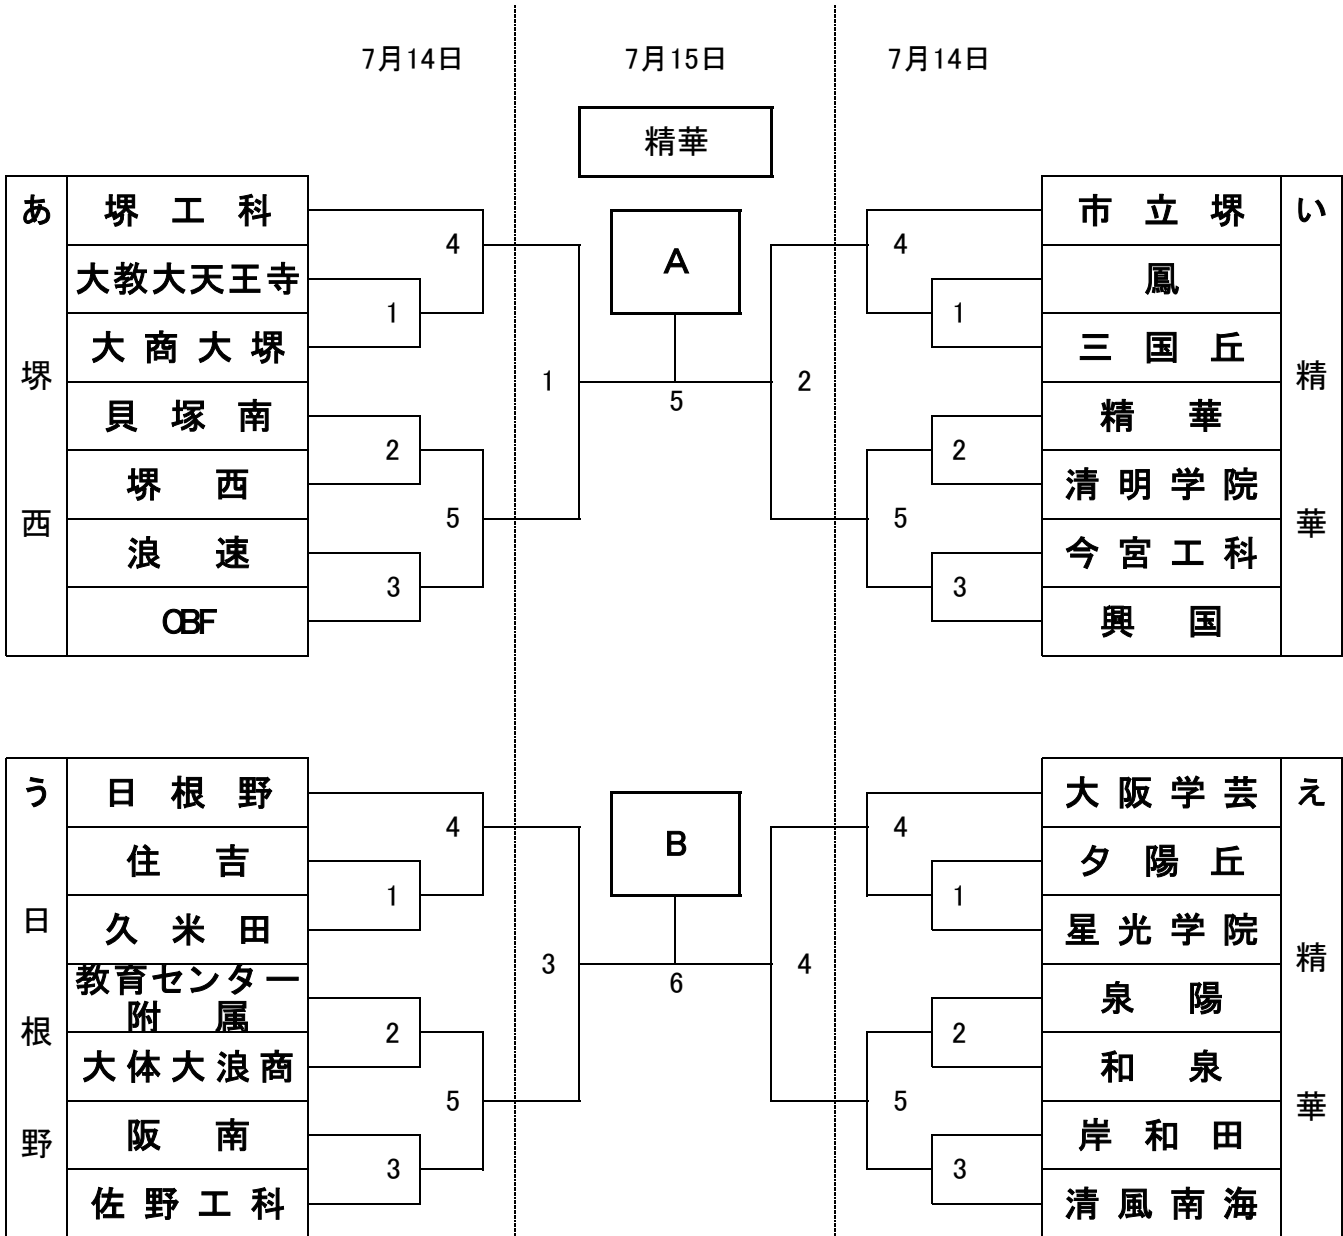 7月14日 7月15日 7月14日
精華
あ 堺西
堺工科
大教大天王寺
大商大堺
貝塚南
堺西
浪速
OBF
4
1
2
5
3
1
A
5
2
4
1
2
5
3
市立堺
鳳
三国丘
精華
清明学院
今宮工科
興国
い 精華
う 日根野
日根野
住吉
久米田
教育センター
附属
大体大浪商
阪南
佐野工科
4
1
2
5
3
3
B
6
4
4
1
2
5
3
大阪学芸
夕陽丘
星光学院
泉陽
和泉
岸和田
清風南海
え 精華